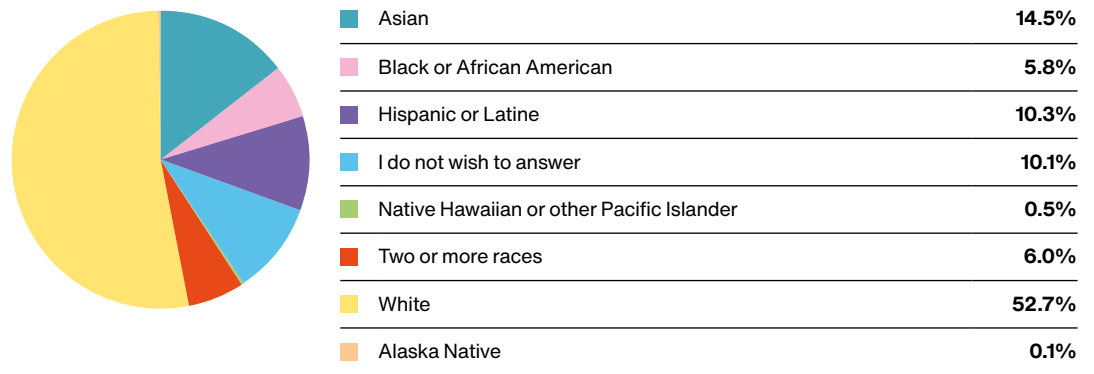 Asian 14.5%
Black or African American 5.8%
Hispanic or Latine 10.3%
I do not wish to answer 10.1%
Native Hawaiian or other Pacific Islander 0.5%
Two or more races 6.0%
White 52.7%
Alaska Native 0.1%